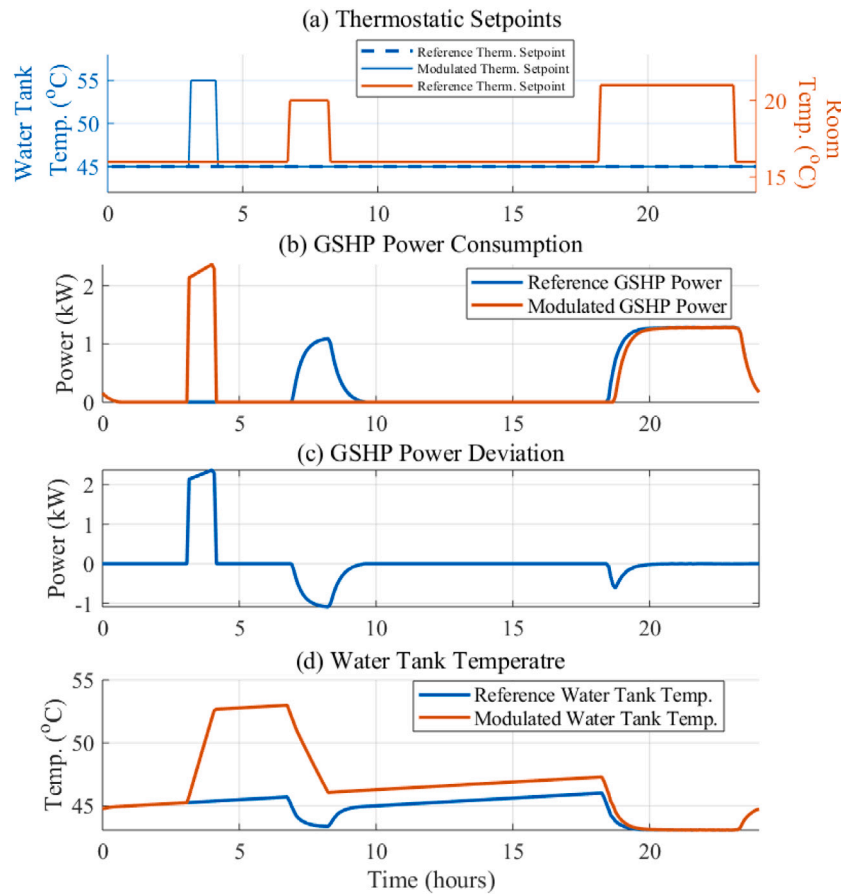 (a) Thermostatic Setpoints
Reference Therm. Setpoint
Modulated Therm. Setpoint
Reference Therm. Setpoint
Water Tank
Temp. (°C)
55
50
45
20
15
Room
Temp. (°C)
0 5 10 15 20
(b) GSHP Power Consumption
Reference GSHP Power
Modulated GSHP Power
Power (kW)
2
1
0
0 5 10 15 20
(c) GSHP Power Deviation
Power (kW)
2
1
0
-1
0 5 10 15 20
(d) Water Tank Temperatre
Reference Water Tank Temp.
Modulated Water Tank Temp.
Temp. (°C)
55
50
45
0 5 10 15 20
Time (hours)